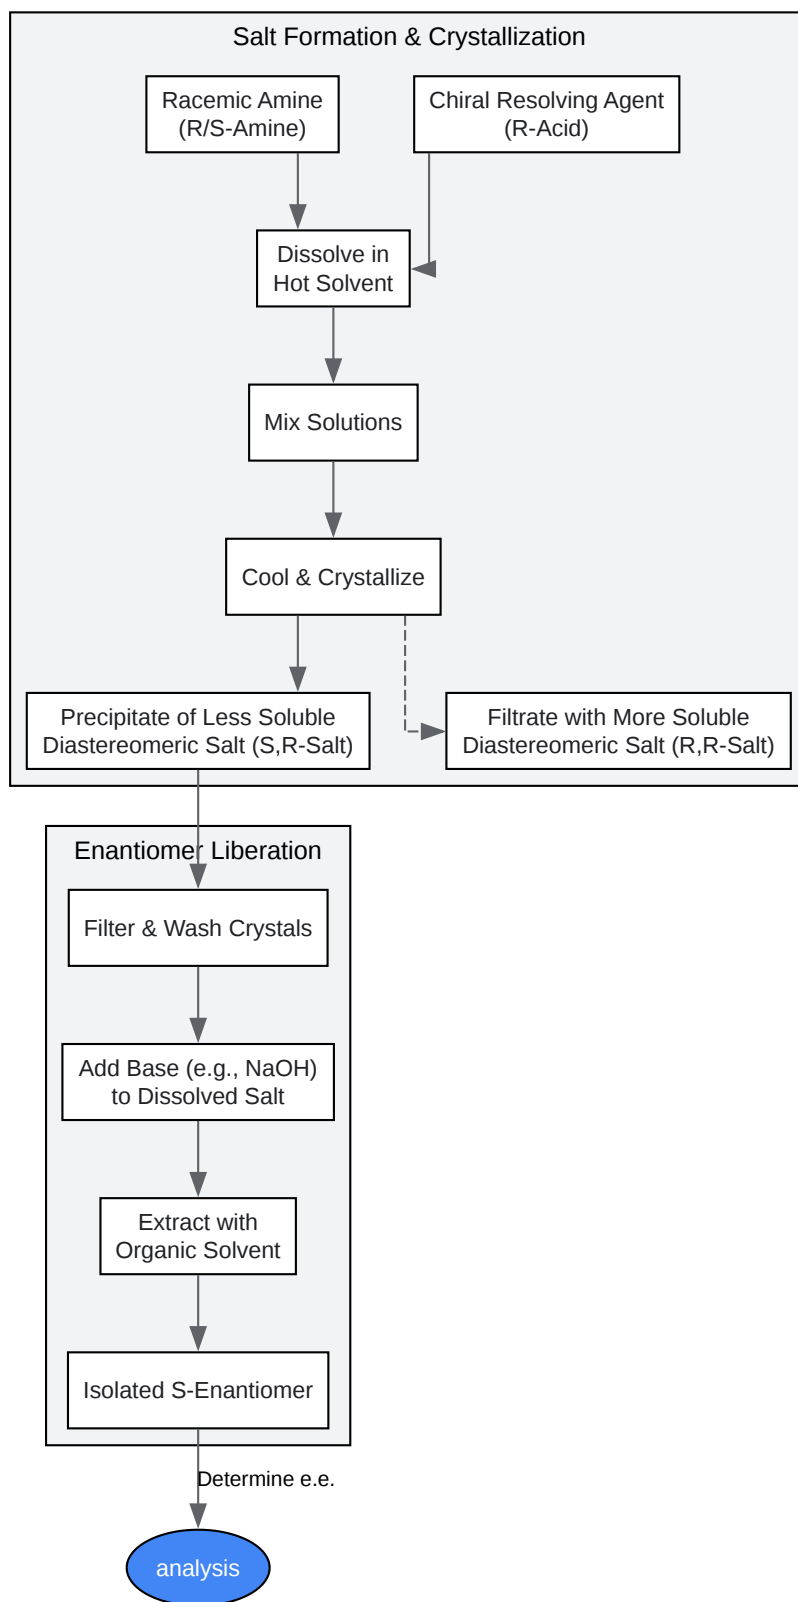 Salt Formation & Crystallization
Racemic Amine
(R/S-Amine)
Chiral Resolving Agent
(R-Acid)
Dissolve in
Hot Solvent
Mix Solutions
Cool & Crystallize
Precipitate of Less Soluble
Diastereomeric Salt (S,R-Salt)
Filtrate with More Soluble
Diastereomeric Salt (R,R-Salt)
Enantiomer Liberation
Filter & Wash Crystals
Add Base (e.g., NaOH)
to Dissolved Salt
Extract with
Organic Solvent
Isolated S-Enantiomer
Determine e.e.
analysis